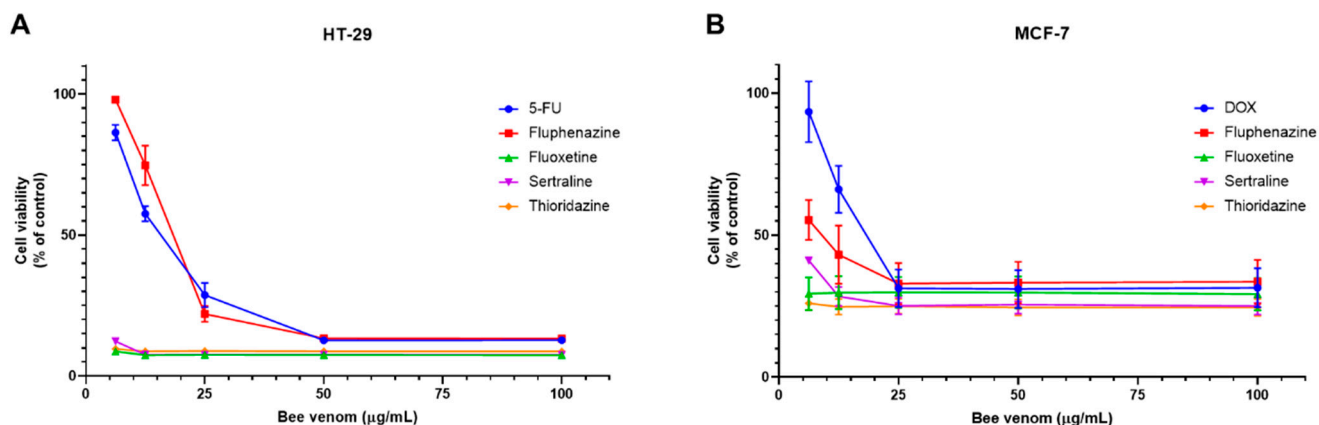 A
HT-29
Cell viability
(% of control)
100
50
0
0 25 50 75 100
Bee venom (μg/mL)
5-FU
Fluphenazine
Fluoxetine
Sertraline
Thioridazine
B
MCF-7
Cell viability
(% of control)
100
50
0
0 25 50 75 100
Bee venom (μg/mL)
DOX
Fluphenazine
Fluoxetine
Sertraline
Thioridazine